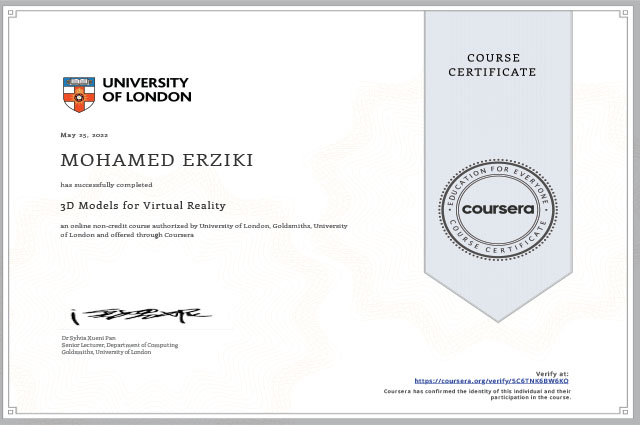 COURSE
CERTIFICATE
UNIVERSITY
OF LONDON
May 25, 2022
MOHAMED ERZIKI
has successfully completed
3D Models for Virtual Reality
an online non-credit course authorized by University of London, Goldsmiths, University
of London and offered through Coursera
EDUCATION FOR EVERYONE
coursera
COURSE CERTIFICATE
Dr Sylvia Xueni Pan
Senior Lecturer, Department of Computing
Goldsmiths, University of London
Verify at:
https://coursera.org/verify/5C6TNK6BW6KQ
Coursera has confirmed the identity of this individual and their
participation in the course.